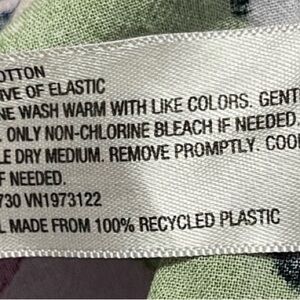 OTTON
IVE OF ELASTIC
NE WASH WARM WITH LIKE COLORS. GENT
. ONLY NON-CHLORINE BLEACH IF NEEDED.
LE DRY MEDIUM. REMOVE PROMPTLY. COO
IF NEEDED.
730 VN1973122
L MADE FROM 100% RECYCLED PLASTIC